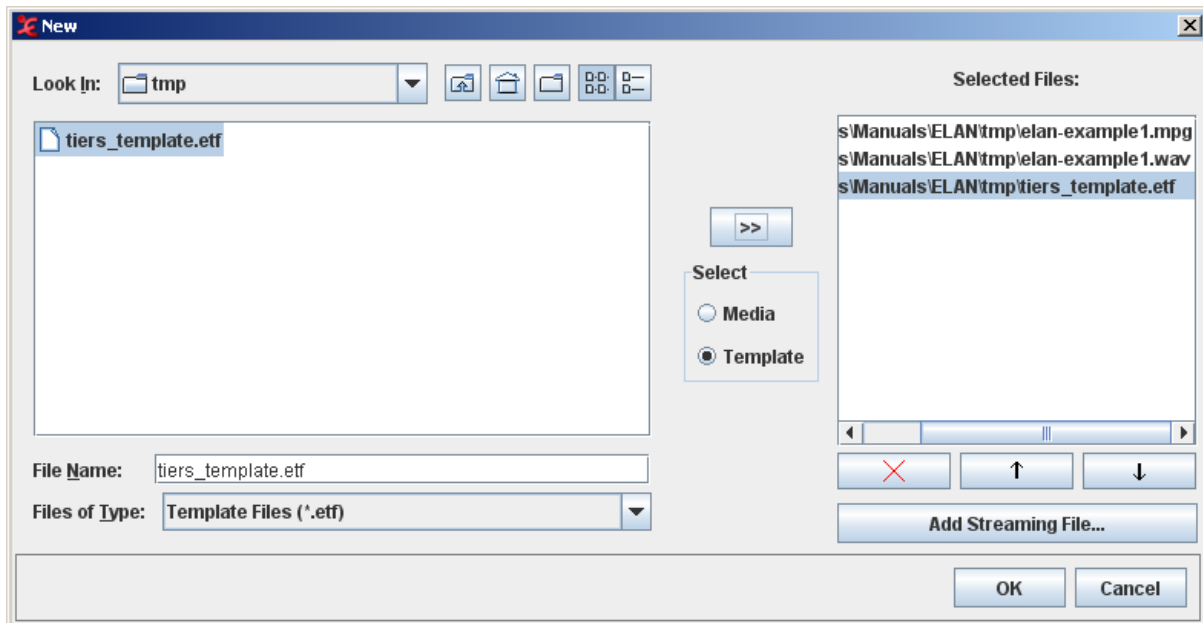 New
Look In:
tmp
Selected Files:
tiers_template.etf
s\Manuals\ELAN\tmp\elan-example1.mpg
s\Manuals\ELAN\tmp\elan-example1.wav
s\Manuals\ELAN\tmp\tiers_template.etf
>>
Select
Media
Template
File Name:
tiers_template.etf
Files of Type:
Template Files (*.etf)
Add Streaming File...
OK
Cancel